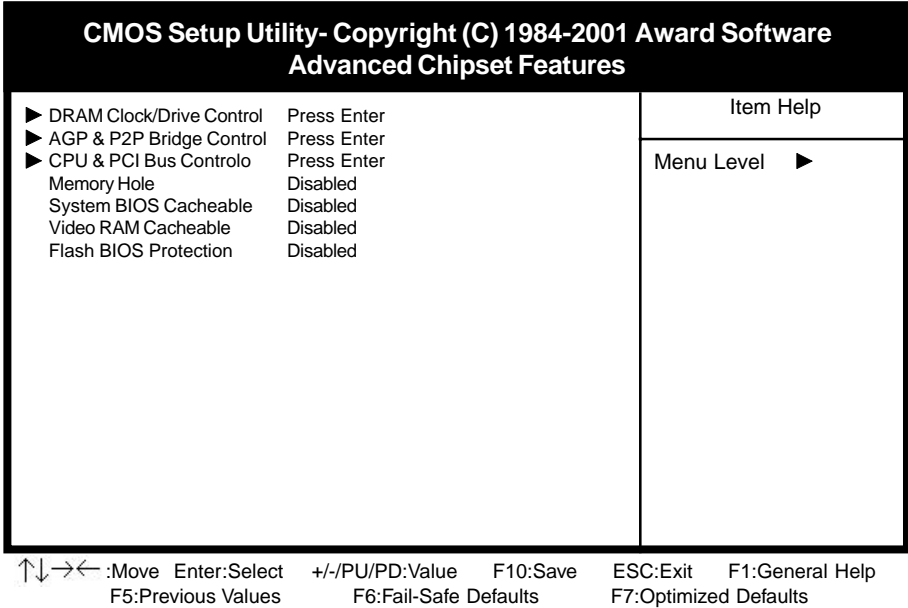 CMOS Setup Utility- Copyright (C) 1984-2001 Award Software
Advanced Chipset Features
▶ DRAM Clock/Drive Control Press Enter
▶ AGP & P2P Bridge Control Press Enter
▶ CPU & PCI Bus Controlo Press Enter
Memory Hole Disabled
System BIOS Cacheable Disabled
Video RAM Cacheable Disabled
Flash BIOS Protection Disabled
Item Help
Menu Level ▶
↑↓→← :Move Enter:Select +/-/PU/PD:Value F10:Save ESC:Exit F1:General Help
F5:Previous Values F6:Fail-Safe Defaults F7:Optimized Defaults